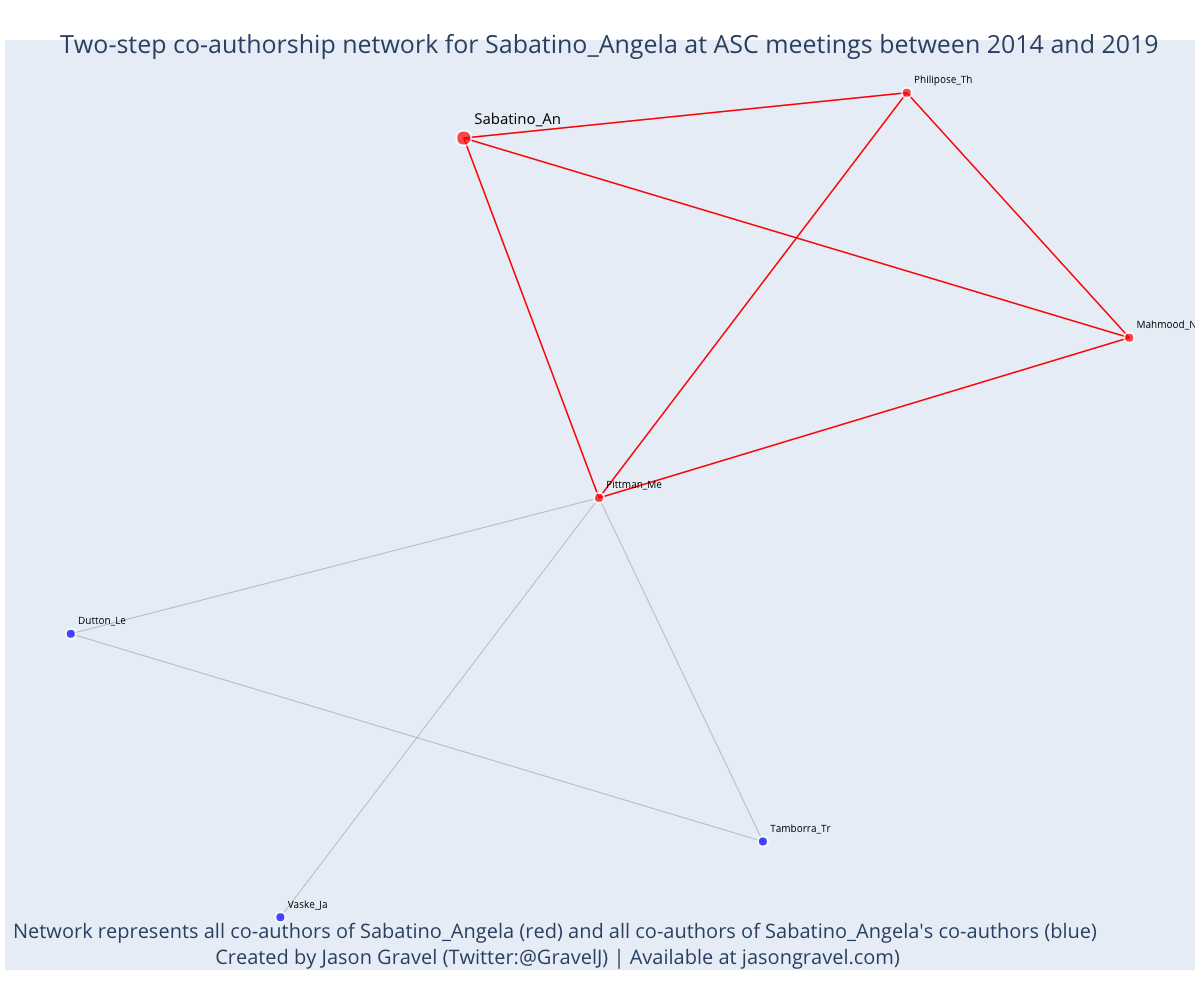 Two-step co-authorship network for Sabatino_Angela at ASC meetings between 2014 and 2019
Philipose_Th
Sabatino_An
Mahmood_N
Pittman_Me
Dutton_Le
Tamborra_Tr
Vaske_Ja
Network represents all co-authors of Sabatino_Angela (red) and all co-authors of Sabatino_Angela's co-authors (blue)
Created by Jason Gravel (Twitter:@GravelJ) | Available at jasongravel.com)